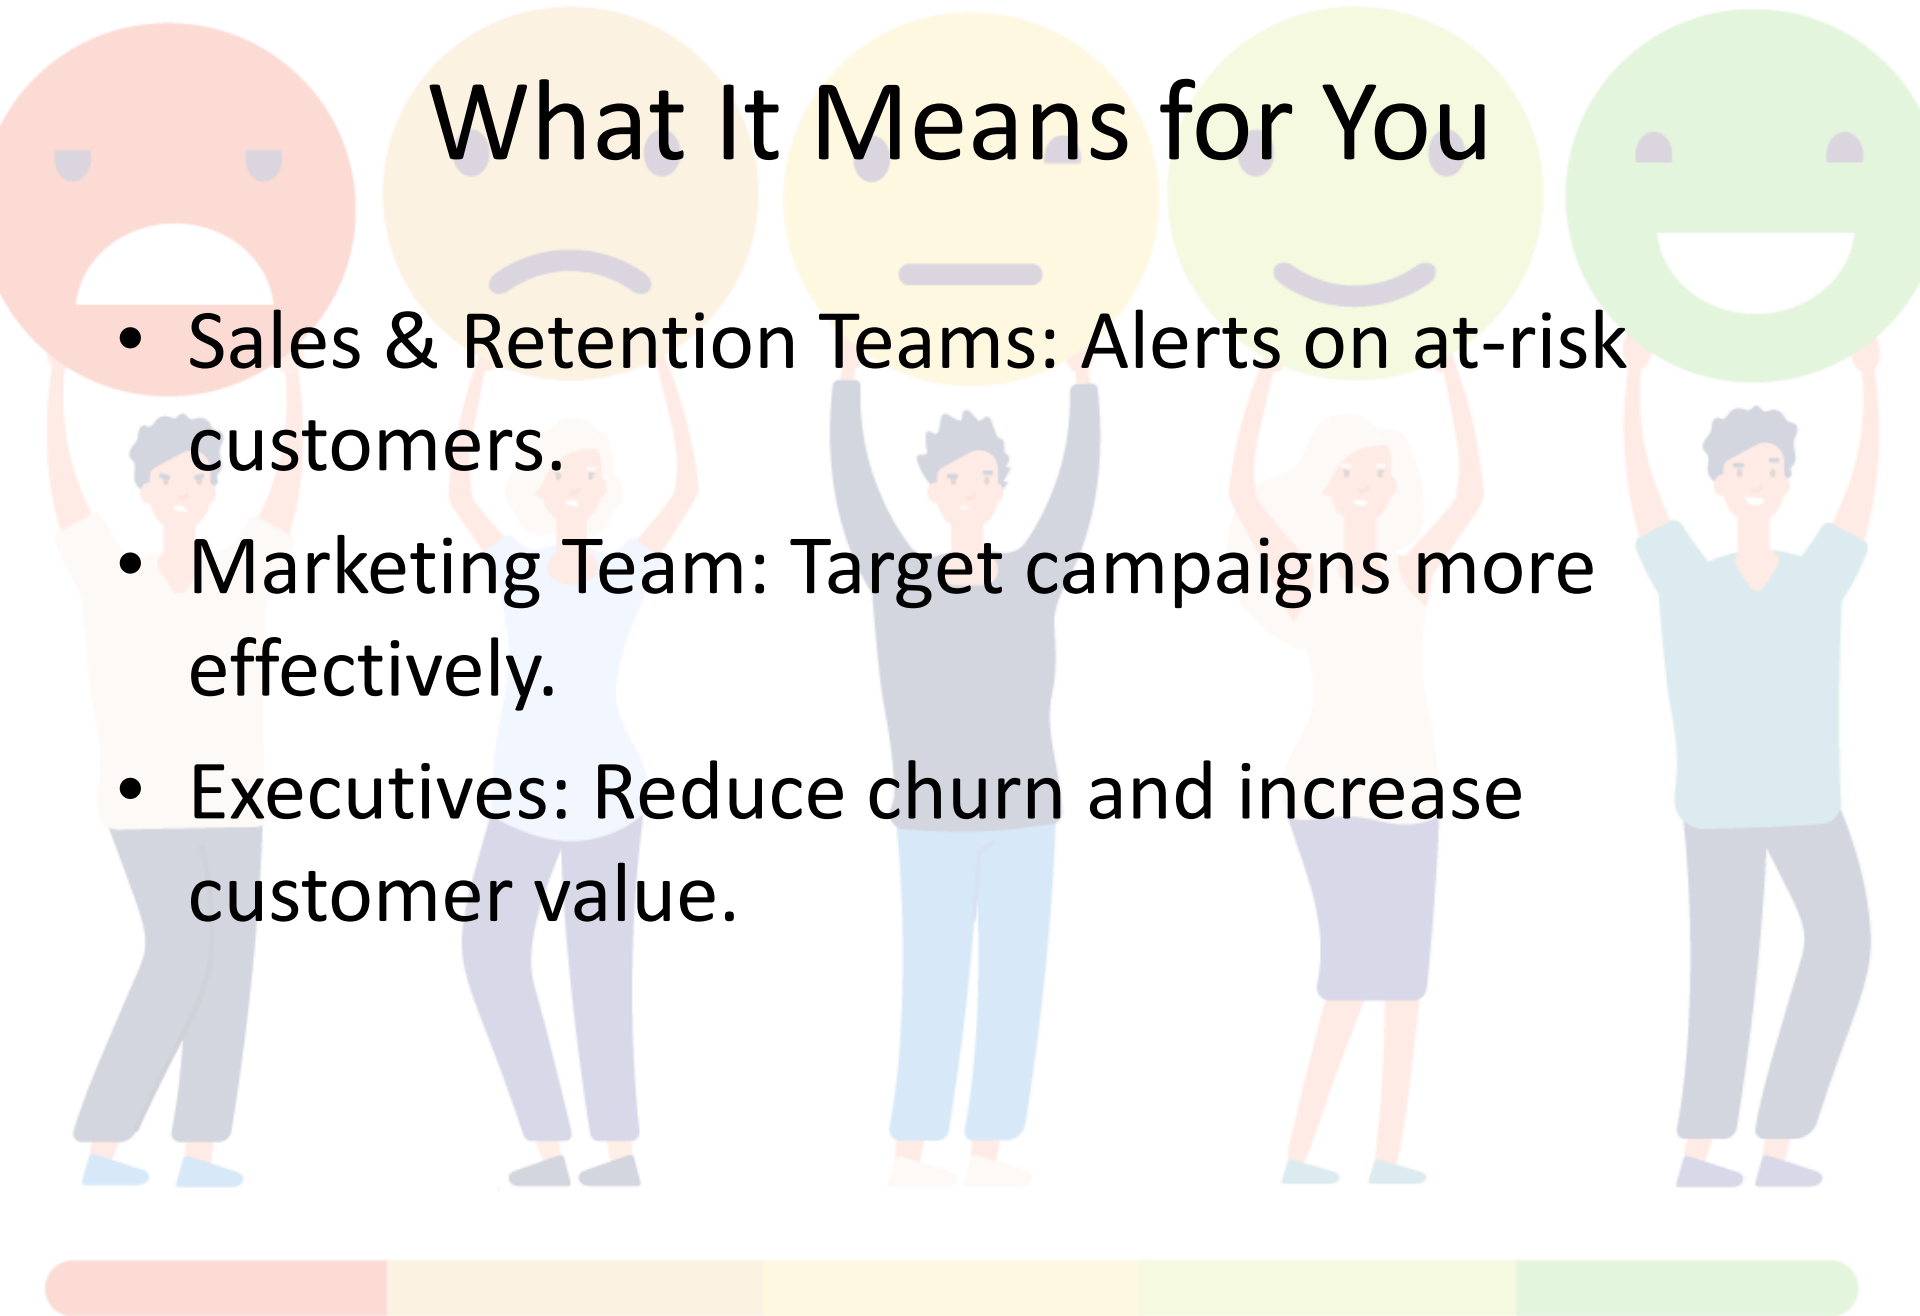 What It Means for You
• Sales & Retention Teams: Alerts on at-risk
customers.
• Marketing Team: Target campaigns more
effectively.
• Executives: Reduce churn and increase
customer value.